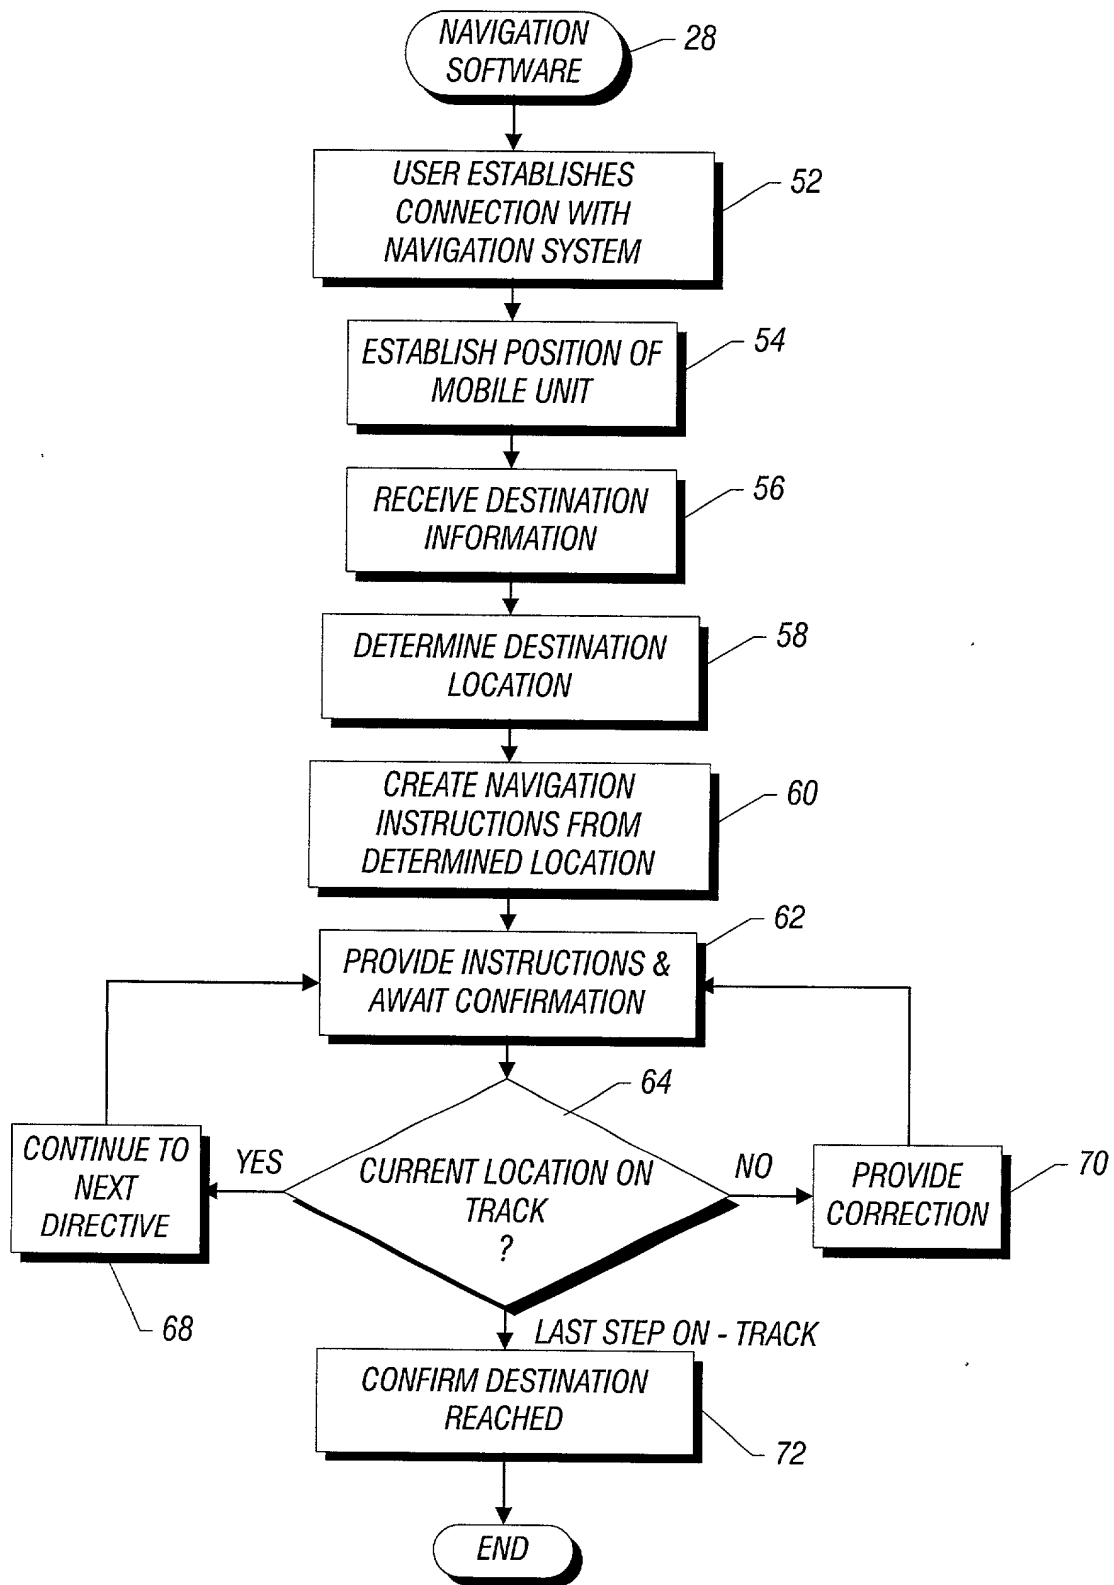 NAVIGATION
SOFTWARE
28
USER ESTABLISHES
CONNECTION WITH
NAVIGATION SYSTEM
52
ESTABLISH POSITION OF
MOBILE UNIT
54
RECEIVE DESTINATION
INFORMATION
56
DETERMINE DESTINATION
LOCATION
58
CREATE NAVIGATION
INSTRUCTIONS FROM
DETERMINED LOCATION
60
PROVIDE INSTRUCTIONS &
AWAIT CONFIRMATION
62
64
CURRENT LOCATION ON
TRACK
?
YES
CONTINUE TO
NEXT
DIRECTIVE
68
NO
PROVIDE
CORRECTION
70
LAST STEP ON - TRACK
CONFIRM DESTINATION
REACHED
72
END